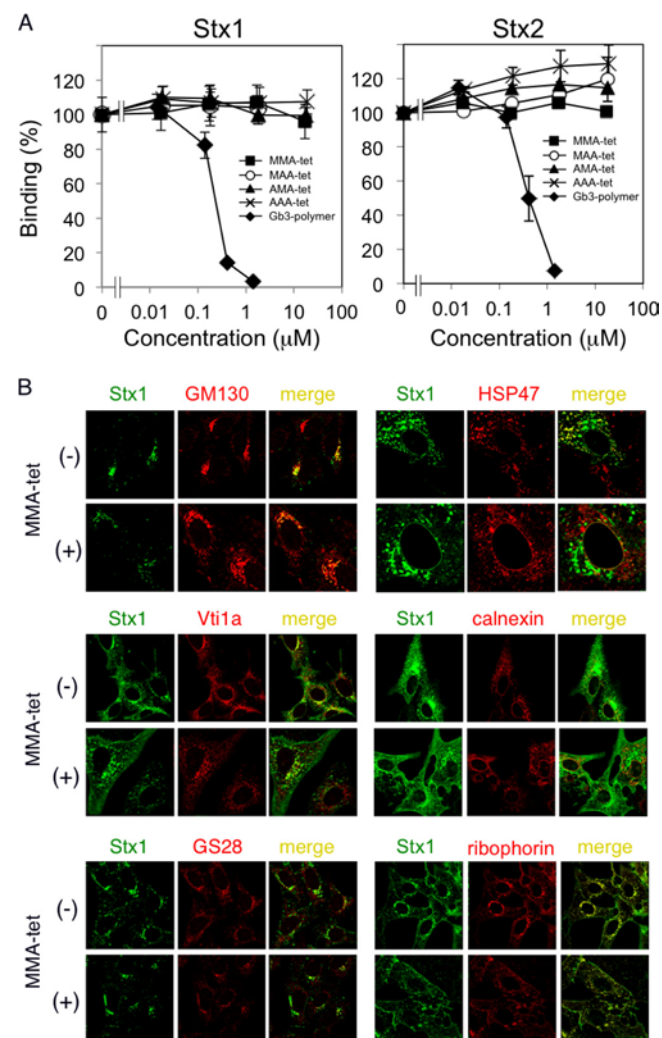 A
Stx1
Stx2
Binding (%)
120
100
80
60
40
20
0
MMA-tet
MAA-tet
AMA-tet
AAA-tet
Gb3-polymer
0 0.01 0.1 1 10 100
Concentration (μM)
120
100
80
60
40
20
0
MMA-tet
MAA-tet
AMA-tet
AAA-tet
Gb3-polymer
0 0.01 0.1 1 10 100
Concentration (μM)
B
Stx1 GM130 merge Stx1 HSP47 merge
MMA-tet
(-)
(+)
Stx1 Vti1a merge Stx1 calnexin merge
MMA-tet
(-)
(+)
Stx1 GS28 merge Stx1 ribophorin merge
MMA-tet
(-)
(+)